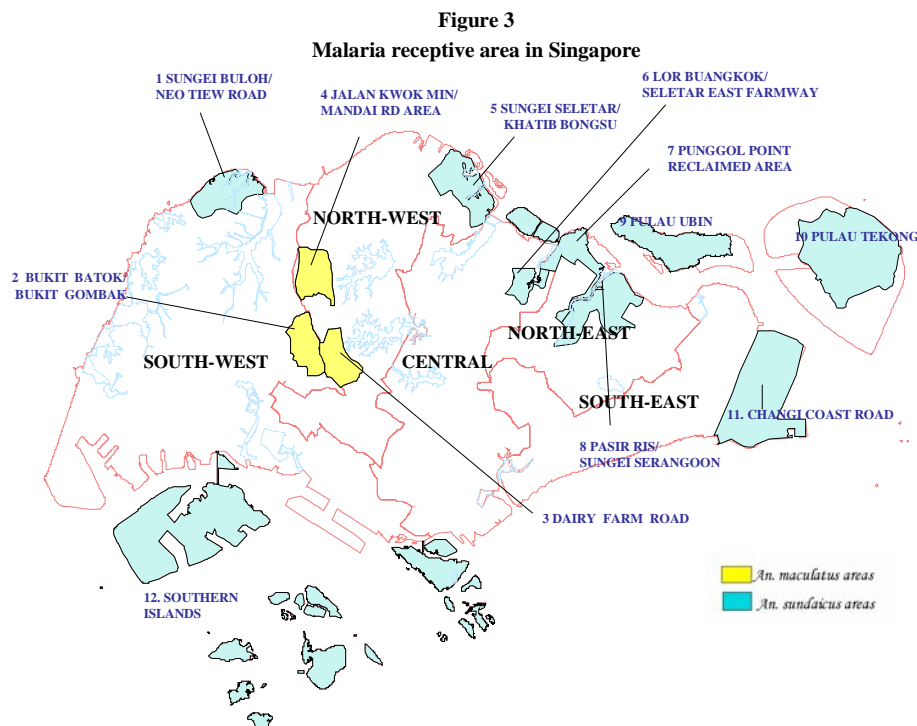 Figure 3
Malaria receptive area in Singapore
1 SUNGEI BULOH/
NEO TIEW ROAD
4 JALAN KWOK MIN/
MANDAI RD AREA
5 SUNGEI SELETAR/
KHATIB BONGSU
6 LOR BUANGKOK/
SELETAR EAST FARMWAY
7 PUNGGOL POINT
RECLAIMED AREA
NORTH-WEST
9 PULAU UBIN
10 PULAU TEKONG
2 BUKIT BATOK/
BUKIT GOMBAK
NORTH-EAST
SOUTH-WEST
CENTRAL
SOUTH-EAST
11. CHANGI COAST ROAD
8 PASIR RIS/
SUNGEI SERANGOON
3 DAIRY FARM ROAD
12. SOUTHERN
ISLANDS
An. maculatus areas
An. sundaicus areas